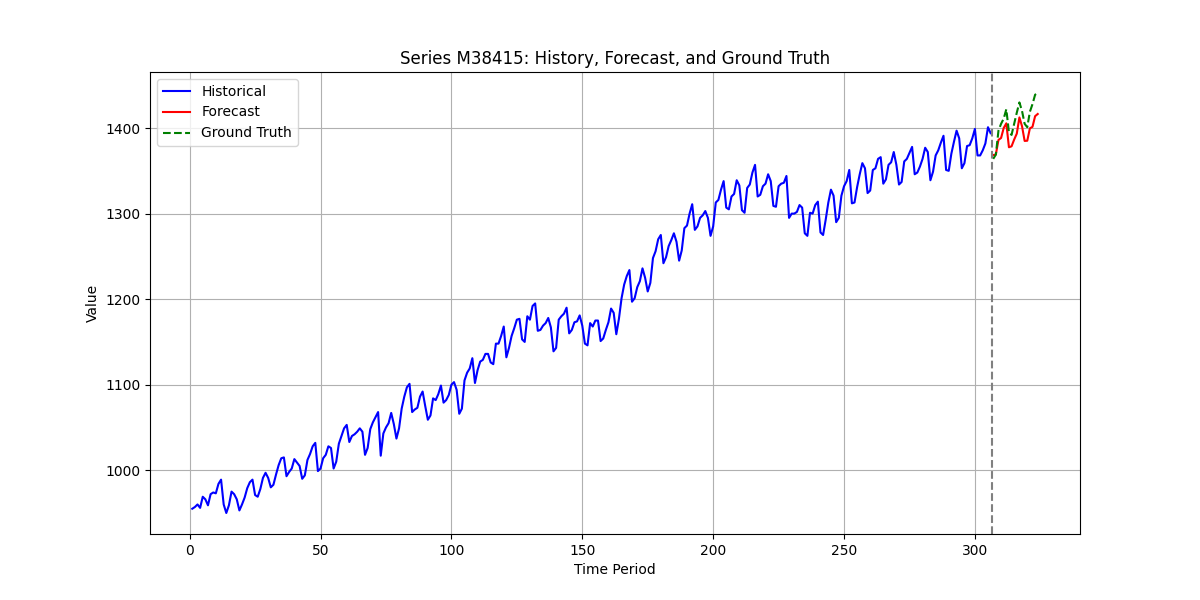 Series M38415: History, Forecast, and Ground Truth
Historical
Forecast
Ground Truth
1400
1300
1200
1100
1000
Value
0 50 100 150 200 250 300
Time Period